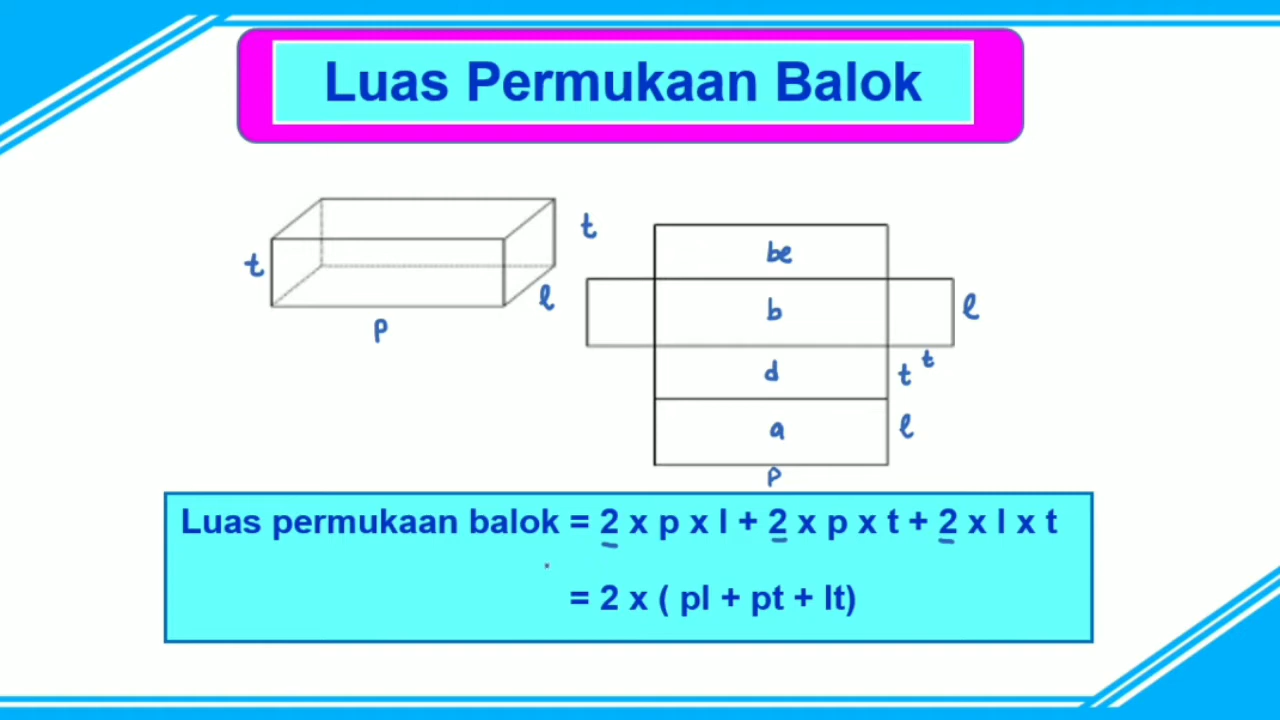 Luas Permukaan Balok
t
t
l
p
be
b
l
d
t
t
a
l
p
Luas permukaan balok = 2 x p x l + 2 x p x t + 2 x l x t
= 2 x ( pl + pt + lt)